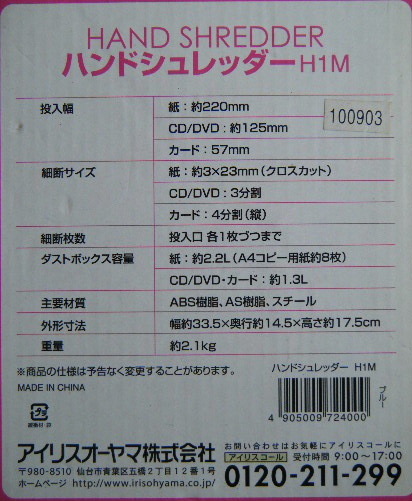 HAND SHREDDER
ハンドシュレッダーH1M
投入幅 紙：約220mm
CD/DVD：約125mm
カード：57mm
100903
細断サイズ 紙：約3×23mm（クロスカット）
CD/DVD：3分割
カード：4分割（縦）
細断枚数 投入口 各1枚づつまで
ダストボックス容量 紙：約2.2L（A4コピー用紙約8枚）
CD/DVD・カード：約1.3L
主要材質 ABS樹脂、AS樹脂、スチール
外形寸法 幅約33.5×奥行約14.5×高さ約17.5cm
重量 約2.1kg
※商品の仕様は予告なく変更することがあります。
MADE IN CHINA
ハンドシュレッダー H1M
ブルー
4905009724000
アイリスオーヤマ株式会社
〒980-8510 仙台市青葉区五橋2丁目12番1号
ホームページ http://www.irisohyama.co.jp/
お問い合わせはお気軽にアイリスコールに
アイリスコール 受付時間 9:00～17:00
0120-211-299